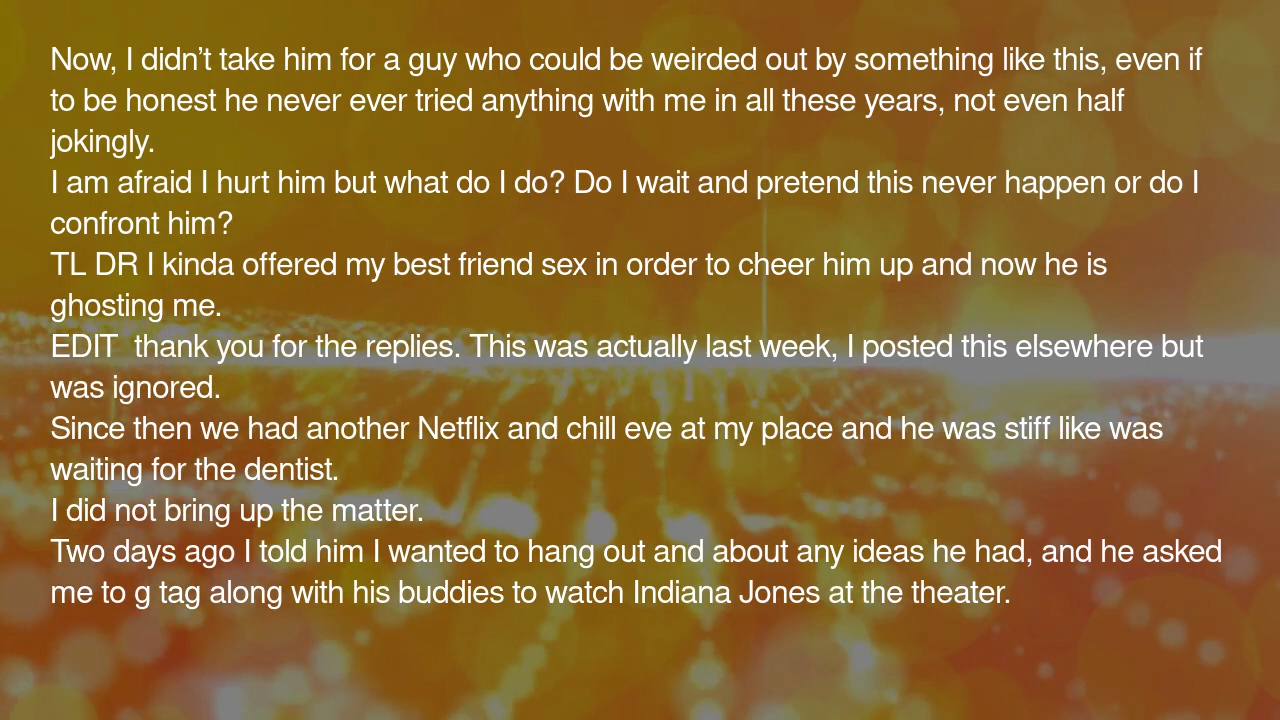 Now, I didn’t take him for a guy who could be weirded out by something like this, even if
to be honest he never ever tried anything with me in all these years, not even half
jokingly.
I am afraid I hurt him but what do I do? Do I wait and pretend this never happen or do I
confront him?
TL DR I kinda offered my best friend sex in order to cheer him up and now he is
ghosting me.
EDIT  thank you for the replies. This was actually last week, I posted this elsewhere but
was ignored.
Since then we had another Netflix and chill eve at my place and he was stiff like was
waiting for the dentist.
I did not bring up the matter.
Two days ago I told him I wanted to hang out and about any ideas he had, and he asked
me to g tag along with his buddies to watch Indiana Jones at the theater.